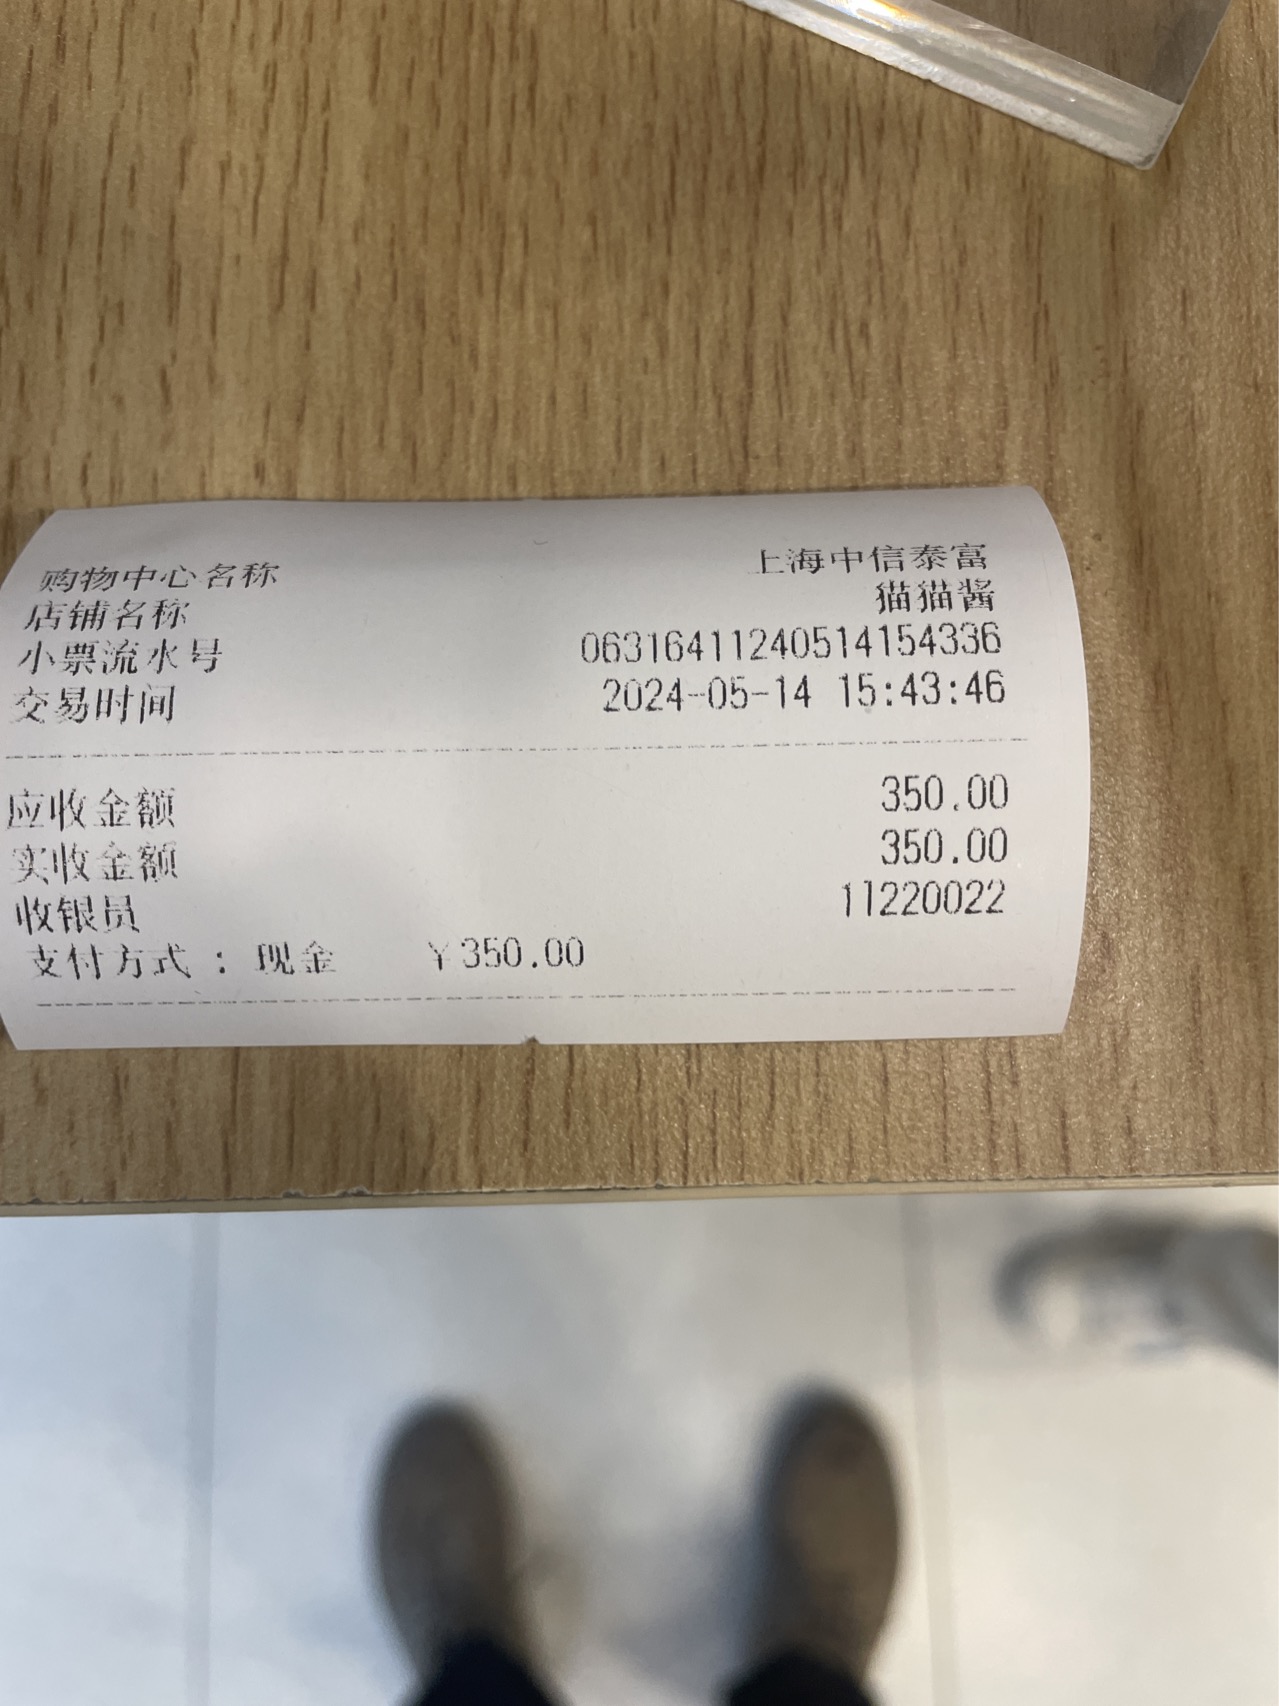 购物中心名称 上海中信泰富
店铺名称 猫猫酱
小票流水号 06316411240514154336
交易时间 2024-05-14 15:43:46
应收金额 350.00
实收金额 350.00
收银员 11220022
支付方式 : 现金 ¥350.00